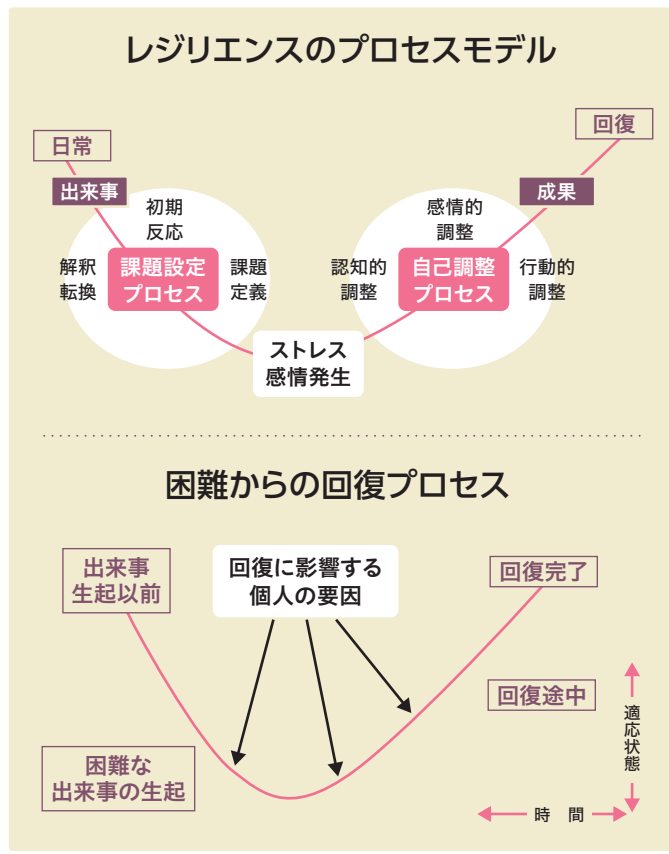 レジリエンスのプロセスモデル
日常
回復
出来事
成果
初期
反応
感情的
調整
解釈
転換
課題設定
プロセス
課題
定義
認知的
調整
自己調整
プロセス
行動的
調整
ストレス
感情発生
困難からの回復プロセス
出来事
生起以前
回復に影響する
個人の要因
回復完了
回復途中
適応状態
困難な
出来事の生起
時　間